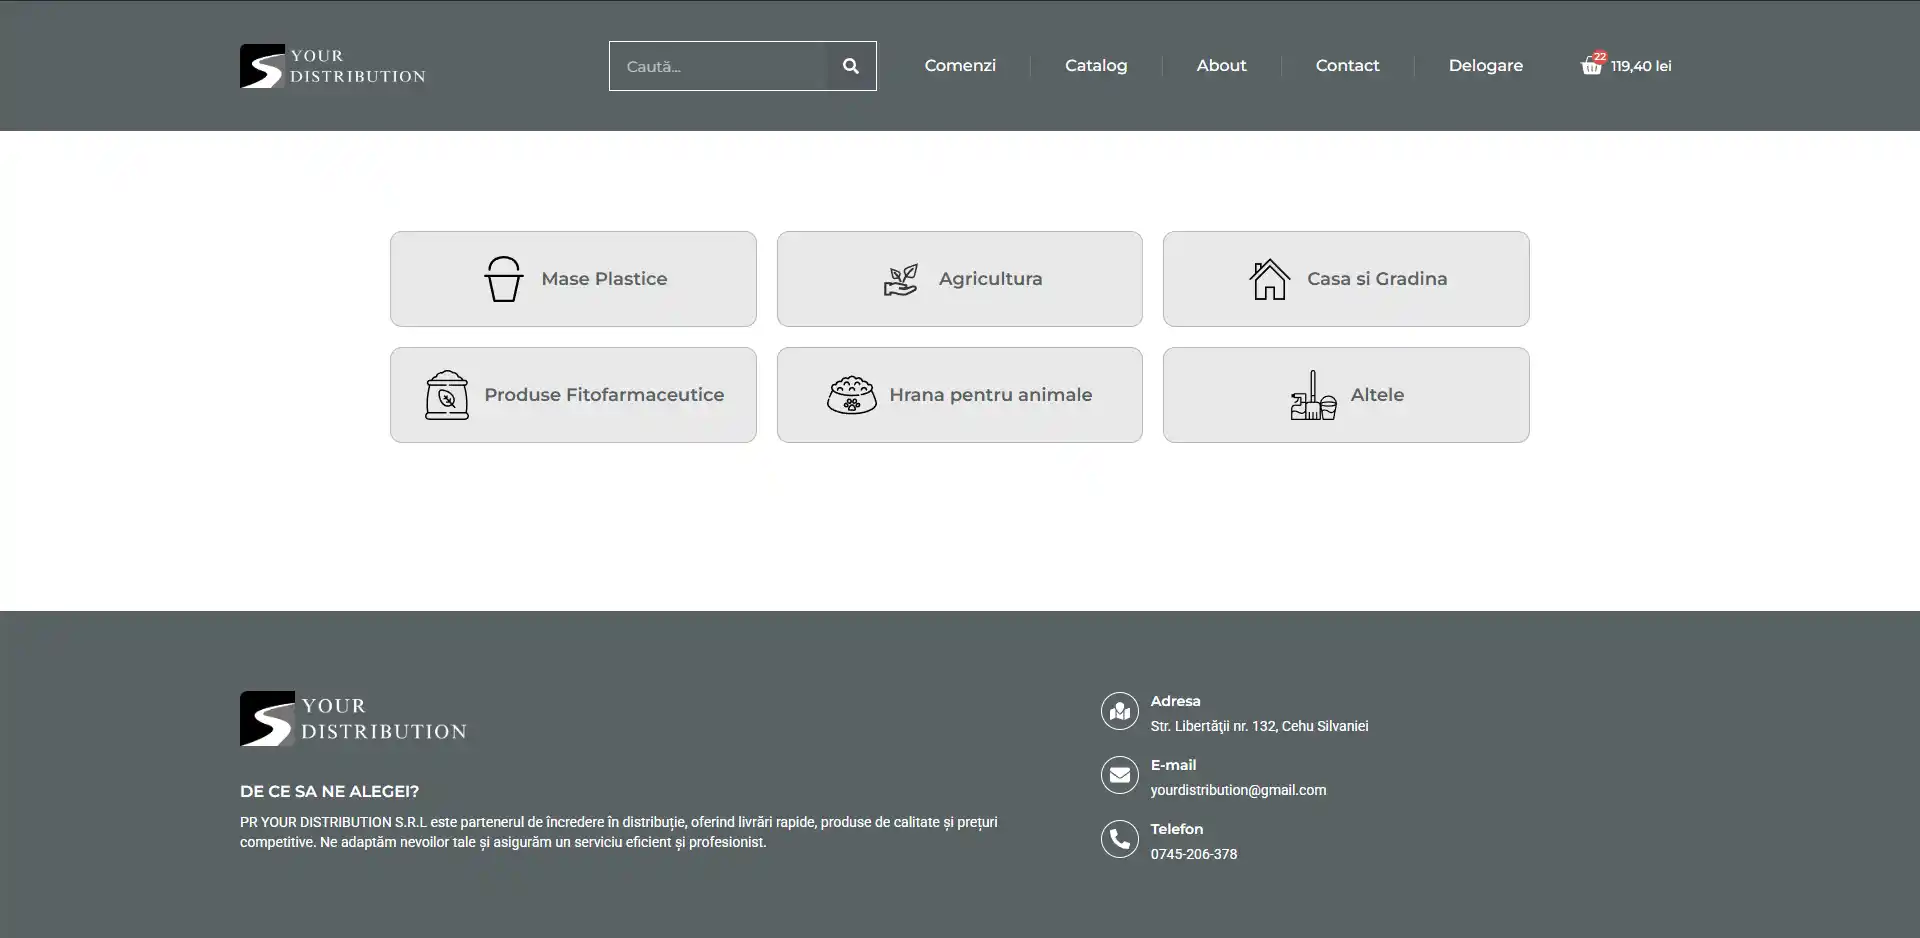 YOUR
DISTRIBUTION
Caută...
Comenzi
Catalog
About
Contact
Delogare
22
119,40 lei
Mase Plastice
Agricultura
Casa si Gradina
Produse Fitofarmaceutice
Hrana pentru animale
Altele
YOUR
DISTRIBUTION
DE CE SA NE ALEGEI?
PR YOUR DISTRIBUTION S.R.L este partenerul de încredere în distribuție, oferind livrări rapide, produse de calitate și prețuri
competitive. Ne adaptăm nevoilor tale și asigurăm un serviciu eficient și profesionist.
Adresa
Str. Libertăţii nr. 132, Cehu Silvaniei
E-mail
yourdistribution@gmail.com
Telefon
0745-206-378